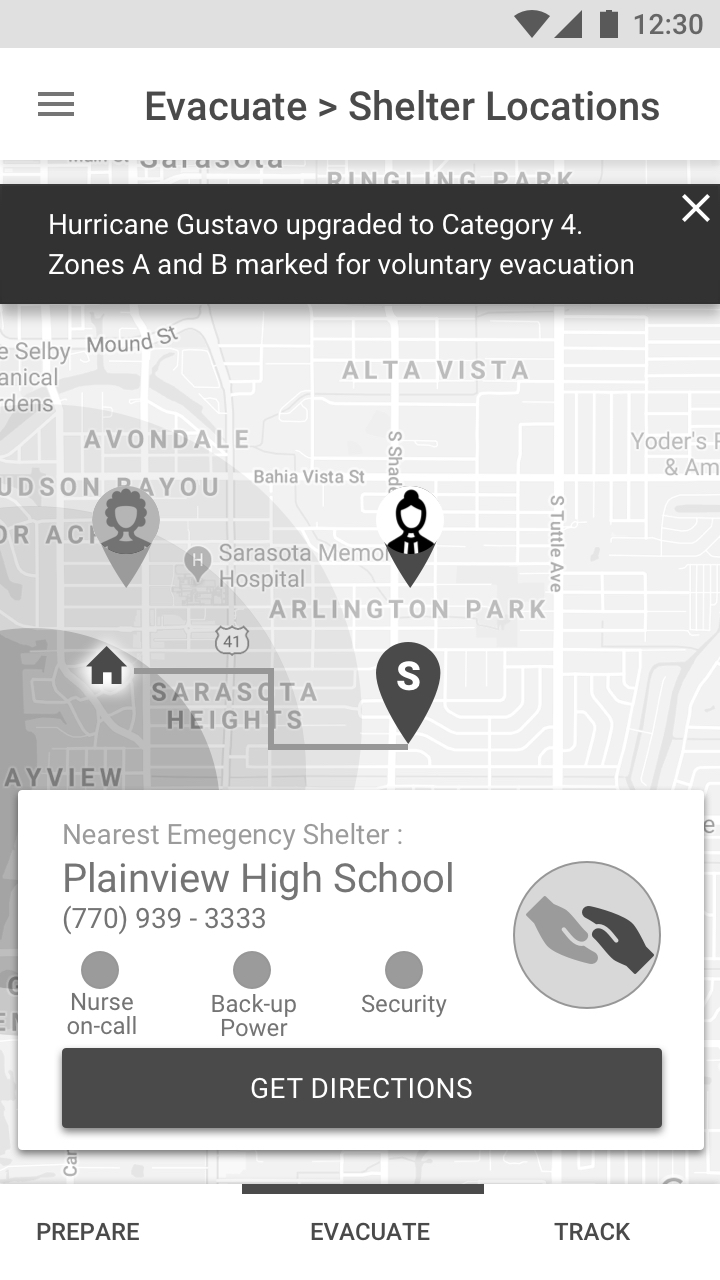 12:30
Evacuate > Shelter Locations
Sarasota
RINGLING PARK
Hurricane Gustavo upgraded to Category 4.
Zones A and B marked for voluntary evacuation
e Selby
anical
rdens
Mound St
ALTA VISTA
AVONDALE
S Shade
Yoder's
& Am
Bahia Vista St
UDSON BAYOU
S Tuttle Ave
OR AC
H
Sarasota Memor
Hospital
ARLINGTON PARK
41
S
SARASOTA
HEIGHTS
AYVIEW
Nearest Emegency Shelter :
Plainview High School
(770) 939 - 3333
Nurse
on-call
Back-up
Power
Security
GET DIRECTIONS
PREPARE
EVACUATE
TRACK